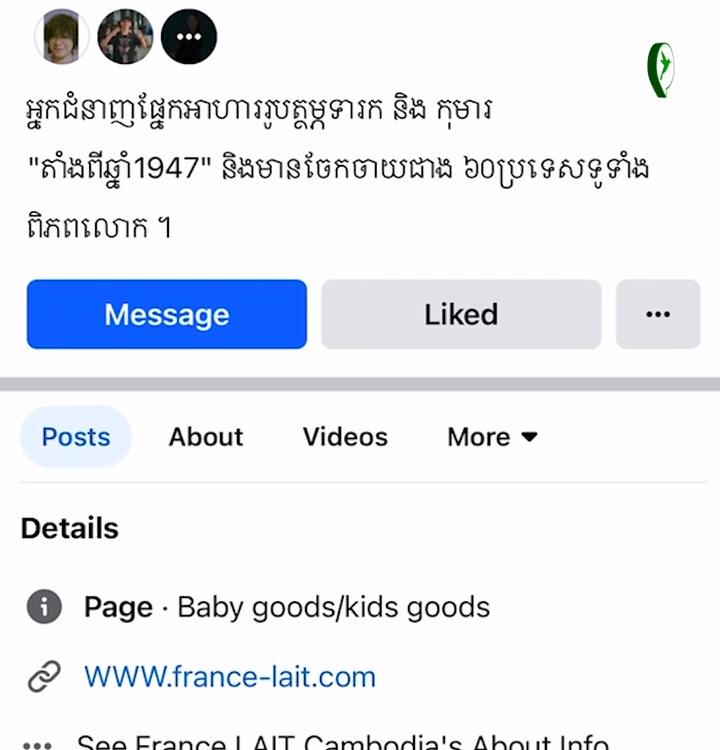 អ្នកជំនាញផ្នែកអាហាររូបត្ថម្ភទារក និង កុមារ
"តាំងពីឆ្នាំ1947" និងមានចែកចាយជាង ៦០ប្រទេសទូទាំង
ពិភពលោក ។
Message
Liked
Posts
About
Videos
More
Details
Page · Baby goods/kids goods
WWW.france-lait.com
See France LAIT Cambodia's About Info